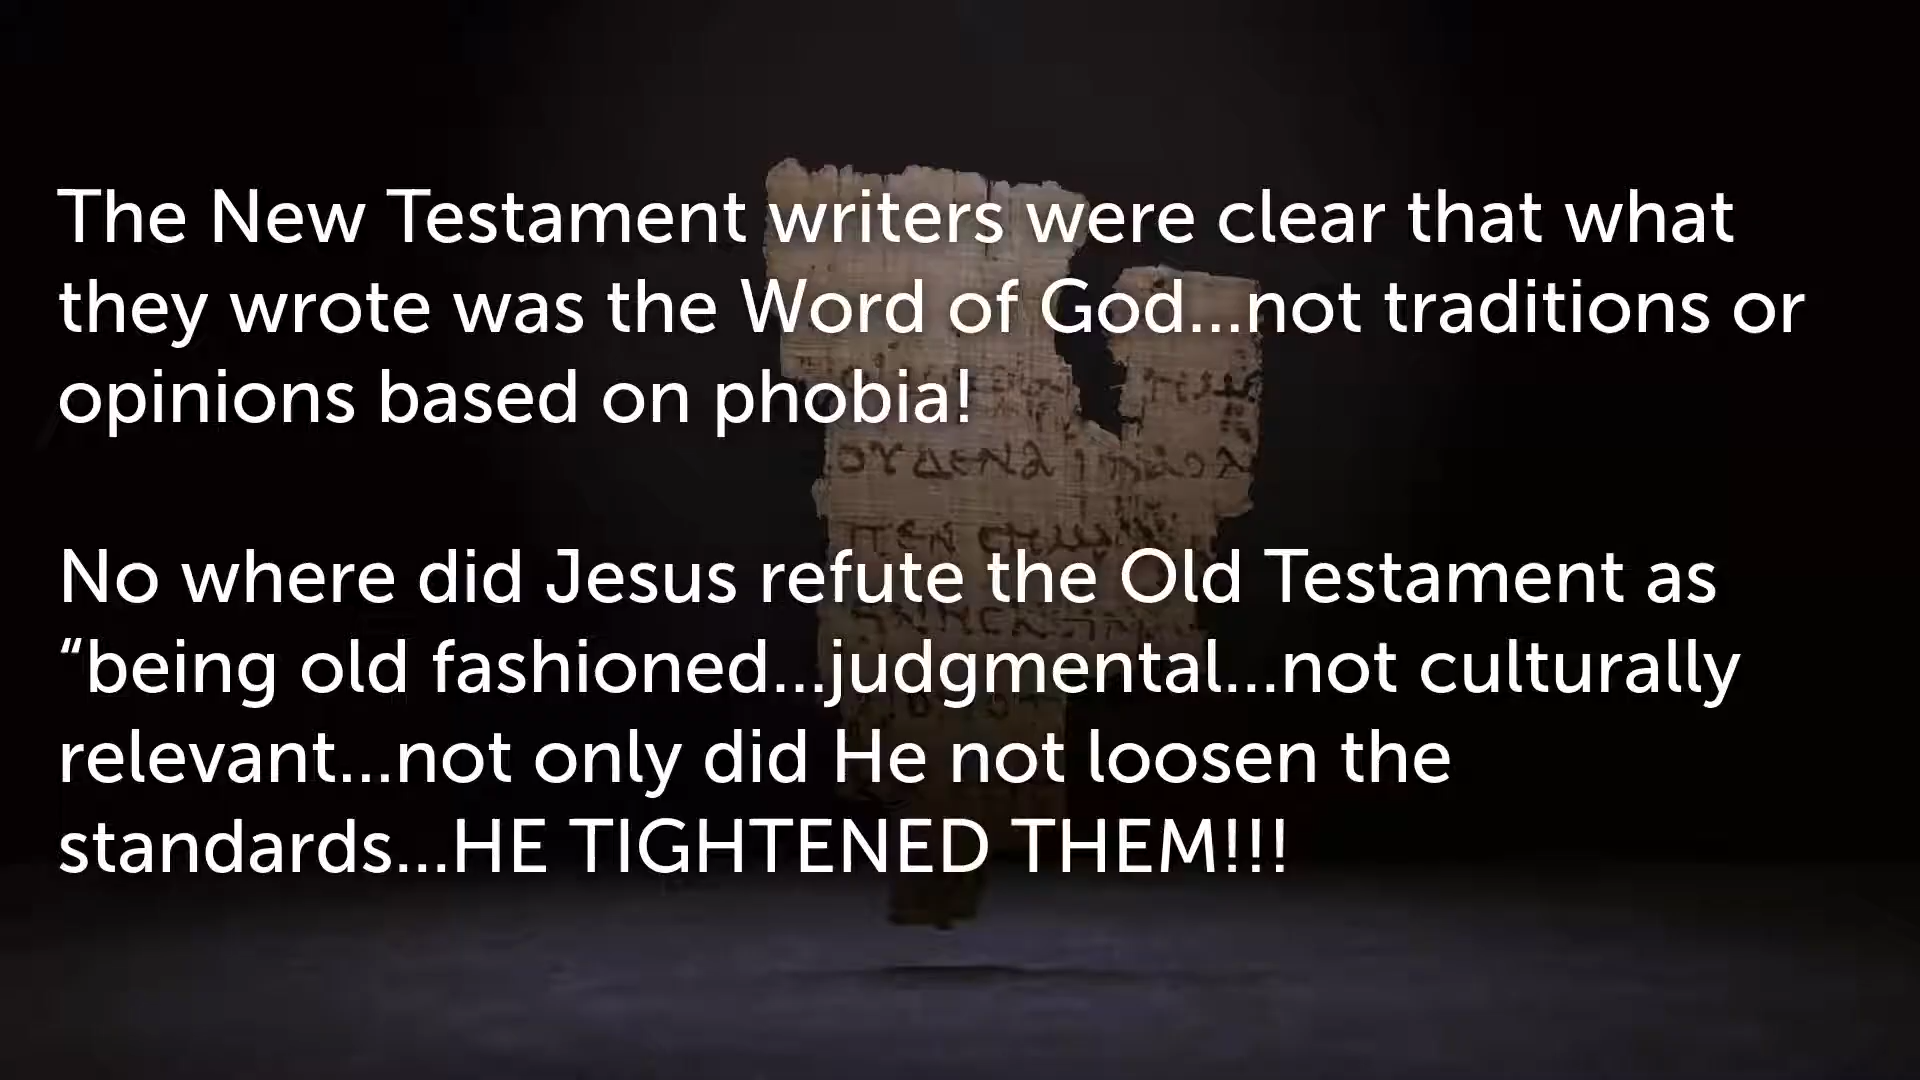 The New Testament writers were clear that what
they wrote was the Word of God...not traditions or
opinions based on phobia!
ΟΥΔΕΝΑ
No where did Jesus refute the Old Testament as
“being old fashioned...judgmental...not culturally
relevant...not only did He not loosen the
standards...HE TIGHTENED THEM!!!